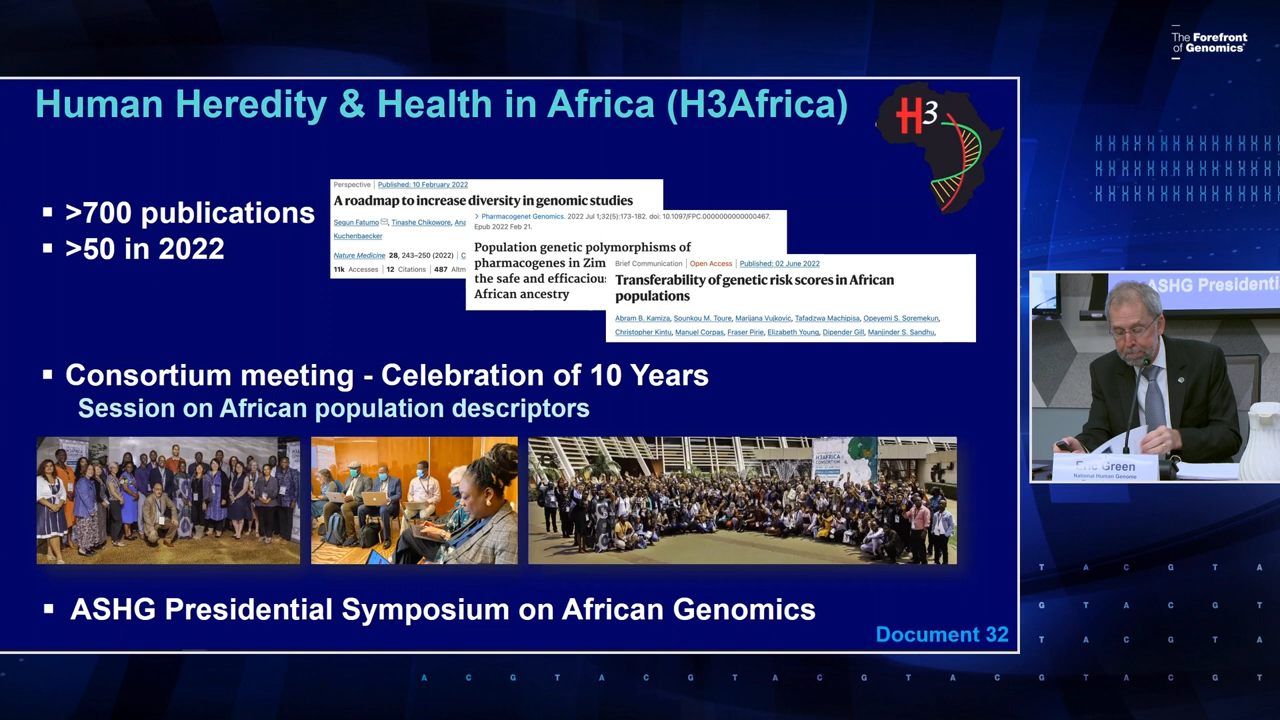 The Forefront
of Genomics®
Human Heredity & Health in Africa (H3Africa)
H3
▪ >700 publications
▪ >50 in 2022
Perspective | Published: 10 February 2022
A roadmap to increase diversity in genomic studies
Segun Fatumo, Tinashe Chikowore,
Kuchenbaecker
Nature Medicine 28, 243–250 (2022) |
11k Accesses | 12 Citations | 487
> Pharmacogenet Genomics. 2022 Jul 1;32(5):173-182. doi: 10.1097/FPC.0000000000000467.
Epub 2022 Feb 21.
Population genetic polymorphisms of
pharmacogenes in Zim
the safe and efficacious
African ancestry
Brief Communication | Open Access | Published: 02 June 2022
Transferability of genetic risk scores in African
populations
Abram B. Kamiza, Sounkou M. Toure, Marijana Vujkovic, Tafadzwa Machipisa, Opeyemi S. Soremekun,
Christopher Kintu, Manuel Corpas, Fraser Pirie, Elizabeth Young, Dipender Gill, Manjinder S. Sandhu,
▪ Consortium meeting - Celebration of 10 Years
Session on African population descriptors
H3AFRICA
CONSORTIUM
▪ ASHG Presidential Symposium on African Genomics
Document 32
ASHG Presidenti
Eric Green
National Human Genome
T A C G T A
G T A C G T
T A C G T A
A C G T A C G T A C G T A C G T A C G T